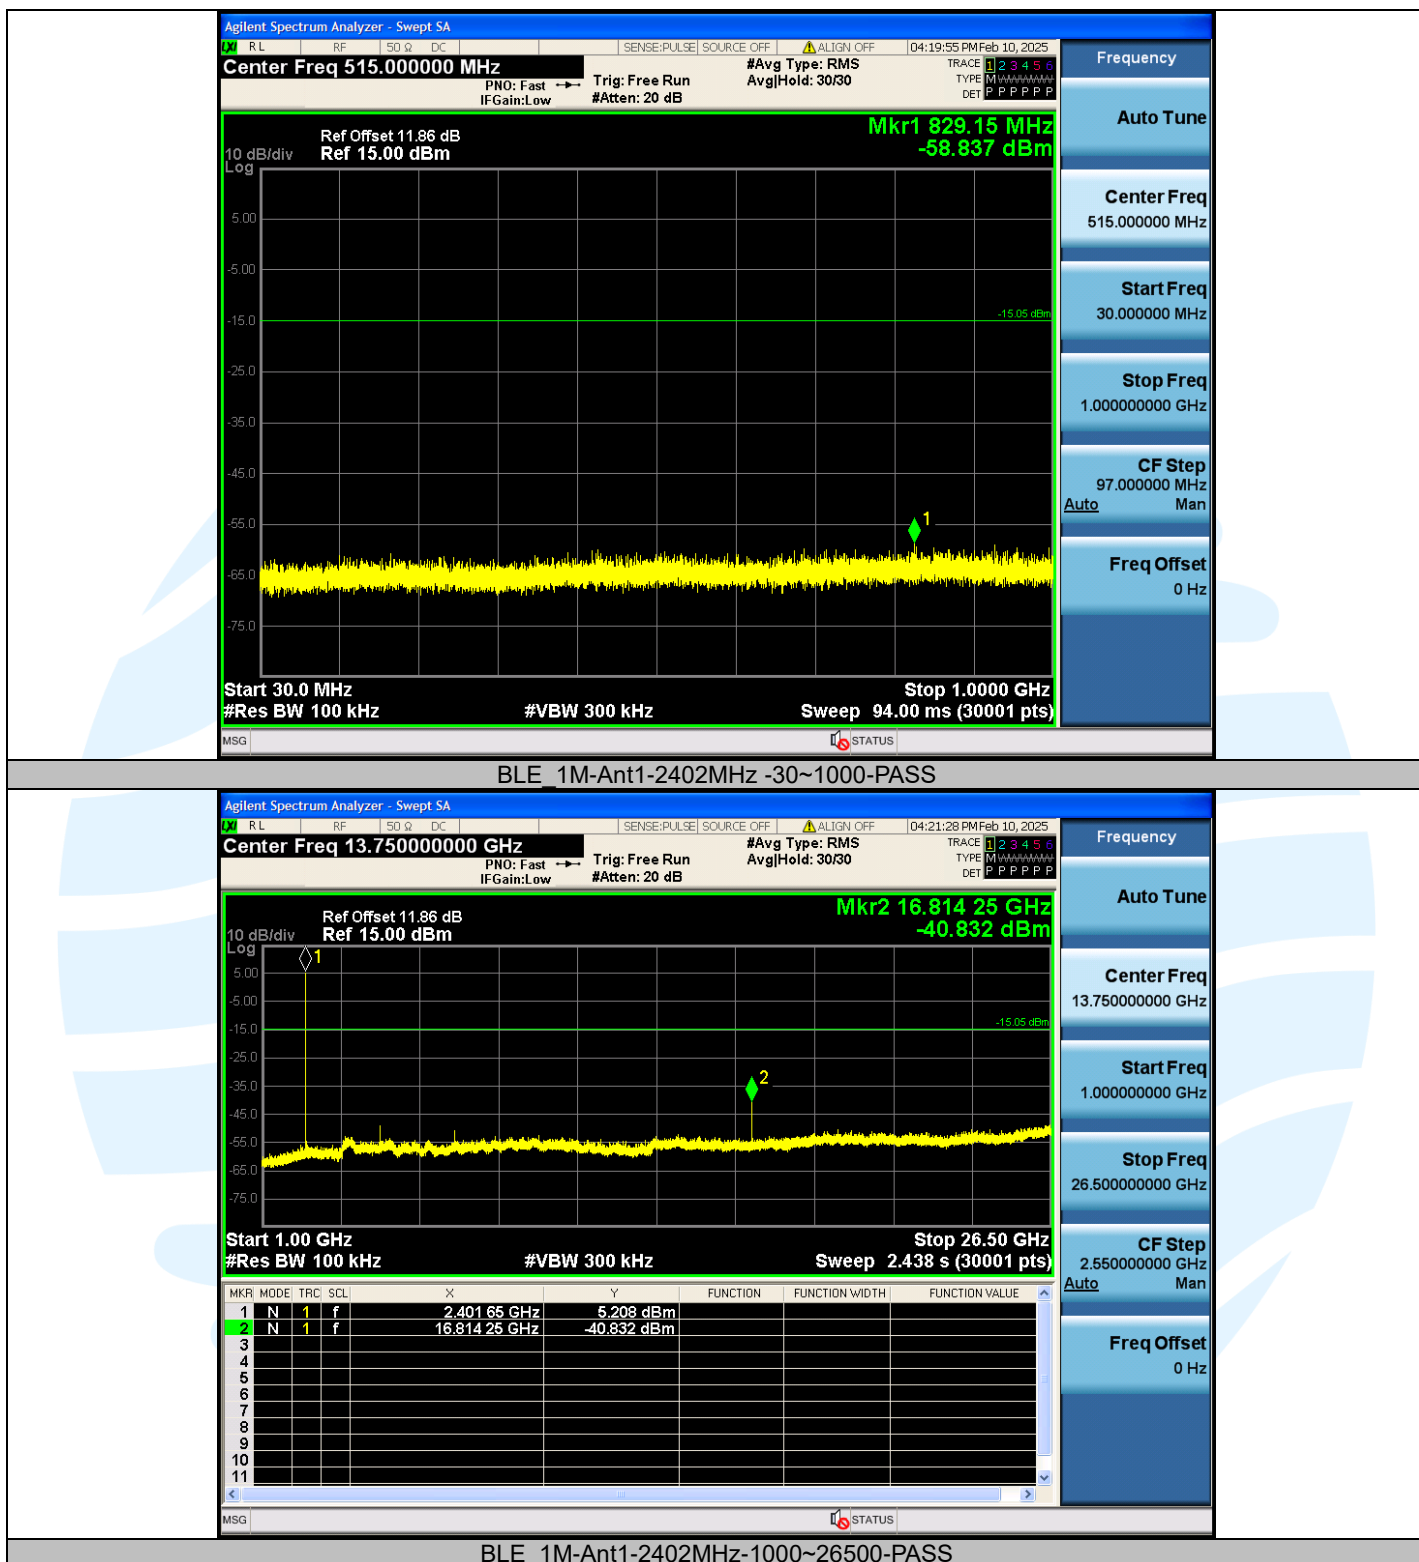 Agilent Spectrum Analyzer - Swept SA
LXI RL RF 50 Ω DC SENSE:PULSE SOURCE OFF ALIGN OFF 04:19:55 PM Feb 10, 2025
Center Freq 515.000000 MHz
PNO: Fast
IFGain:Low
Trig: Free Run
#Atten: 20 dB
#Avg Type: RMS
Avg|Hold: 30/30
TRACE 1 2 3 4 5 6
TYPE M
DET P P P P P P
Mkr1 829.15 MHz
-58.837 dBm
Ref Offset 11.86 dB
10 dB/div Ref 15.00 dBm
Log
5.00
-5.00
-15.0
-15.05 dBm
-25.0
-35.0
-45.0
-55.0
1
-65.0
-75.0
Start 30.0 MHz Stop 1.0000 GHz
#Res BW 100 kHz #VBW 300 kHz Sweep 94.00 ms (30001 pts)
MSG STATUS
Frequency
Auto Tune
Center Freq
515.000000 MHz
Start Freq
30.000000 MHz
Stop Freq
1.000000000 GHz
CF Step
97.000000 MHz
Auto Man
Freq Offset
0 Hz
BLE_1M-Ant1-2402MHz -30~1000-PASS
Agilent Spectrum Analyzer - Swept SA
LXI RL RF 50 Ω DC SENSE:PULSE SOURCE OFF ALIGN OFF 04:21:28 PM Feb 10, 2025
Center Freq 13.750000000 GHz
PNO: Fast
IFGain:Low
Trig: Free Run
#Atten: 20 dB
#Avg Type: RMS
Avg|Hold: 30/30
TRACE 1 2 3 4 5 6
TYPE M
DET P P P P P P
Mkr2 16.814 25 GHz
-40.832 dBm
Ref Offset 11.86 dB
10 dB/div Ref 15.00 dBm
Log
1
5.00
-5.00
-15.0
-15.05 dBm
-25.0
2
-35.0
-45.0
-55.0
-65.0
-75.0
Start 1.00 GHz Stop 26.50 GHz
#Res BW 100 kHz #VBW 300 kHz Sweep 2.438 s (30001 pts)
MKR MODE TRC SCL X Y FUNCTION FUNCTION WIDTH FUNCTION VALUE
1 N 1 f 2.401 65 GHz 5.208 dBm
2 N 1 f 16.814 25 GHz -40.832 dBm
3
4
5
6
7
8
9
10
11
MSG STATUS
Frequency
Auto Tune
Center Freq
13.750000000 GHz
Start Freq
1.000000000 GHz
Stop Freq
26.500000000 GHz
CF Step
2.550000000 GHz
Auto Man
Freq Offset
0 Hz
BLE_1M-Ant1-2402MHz-1000~26500-PASS